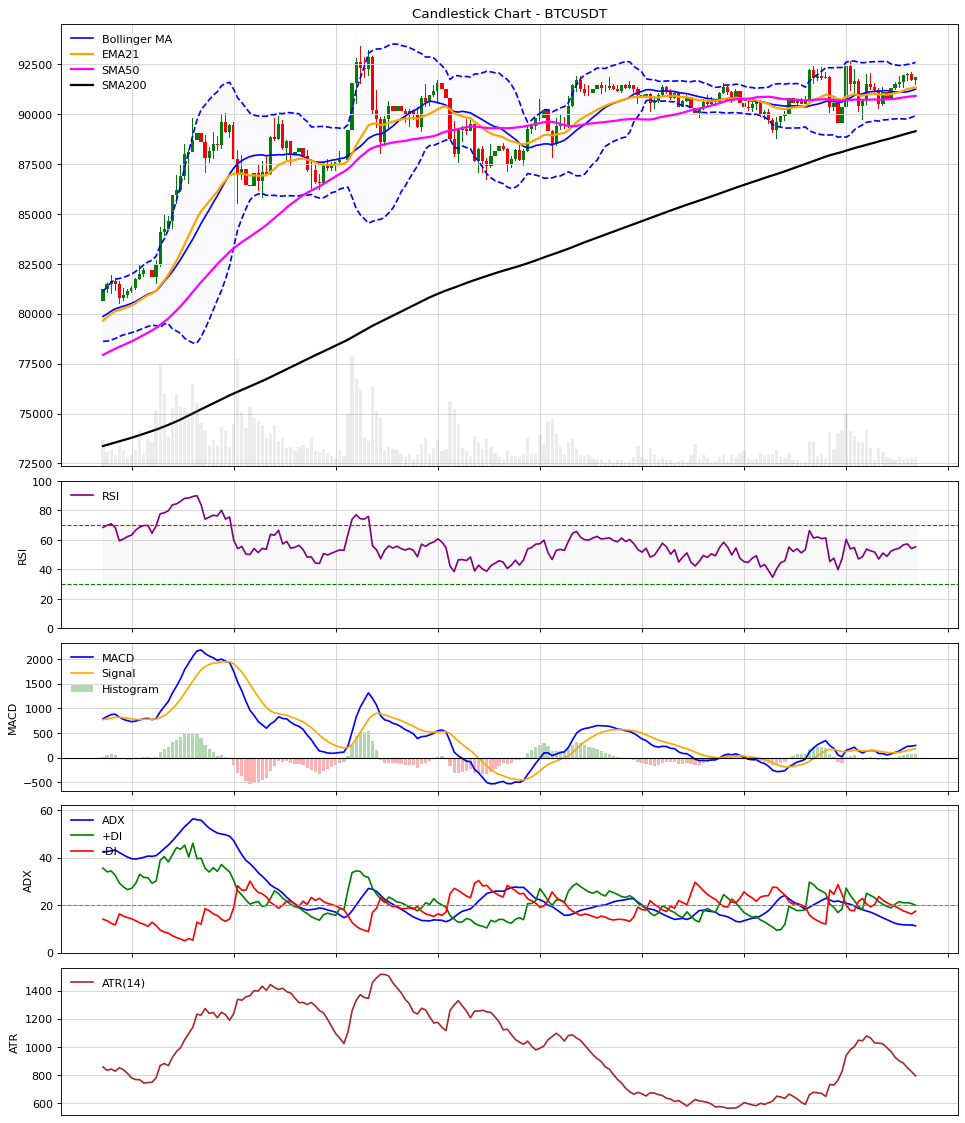 Candlestick Chart - BTCUSDT
Bollinger MA
EMA21
SMA50
SMA200
92500
90000
87500
85000
82500
80000
77500
75000
72500
RSI
RSI
100
80
60
40
20
0
MACD
Signal
Histogram
MACD
2000
1500
1000
500
0
−500
ADX
+DI
-DI
ADX
60
40
20
0
ATR(14)
ATR
1400
1200
1000
800
600